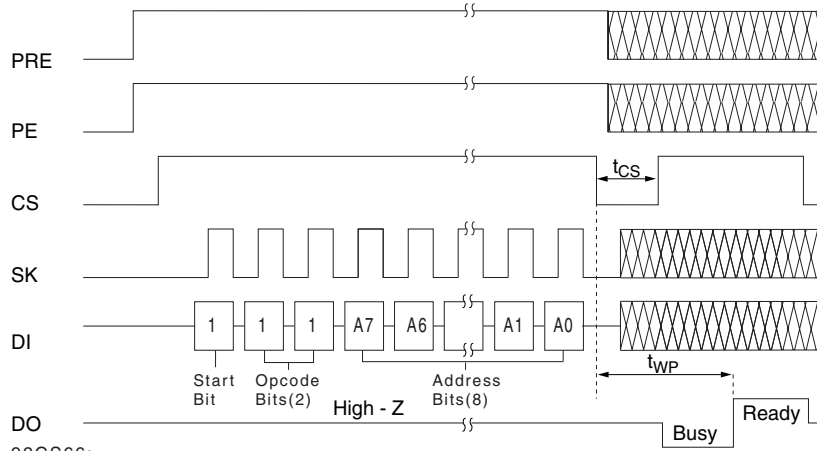 PRE
PE
CS
tCS
SK
DI
1 1 1 A7 A6 A1 A0
Start Bit
Opcode Bits(2)
Address Bits(8)
tWP
DO
High - Z
Busy
Ready